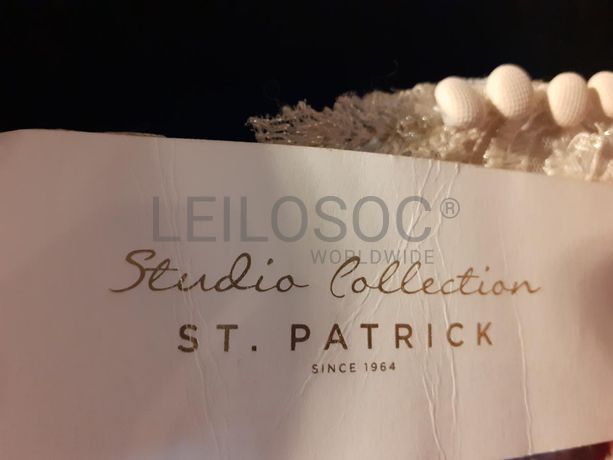 LEILOSOC®
WORLDWIDE
Studio Collection
ST. PATRICK
SINCE 1964